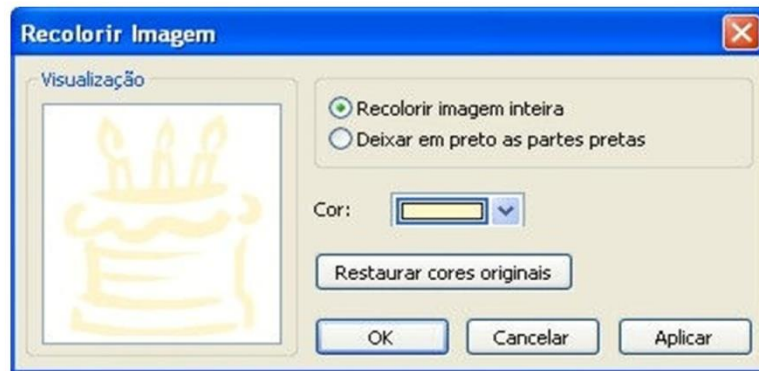 Recolorir Imagem
Visualização
Recolorir imagem inteira
Deixar em preto as partes pretas
Cor:
Restaurar cores originais
OK
Cancelar
Aplicar